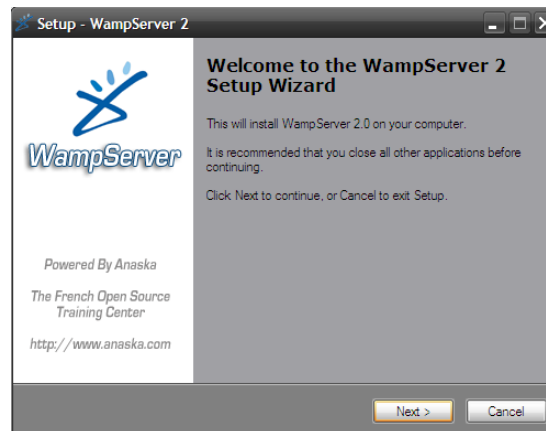 Setup - WampServer 2
Welcome to the WampServer 2
Setup Wizard
This will install WampServer 2.0 on your computer.
It is recommended that you close all other applications before
continuing.
Click Next to continue, or Cancel to exit Setup.
WampServer
Powered By Anaska
The French Open Source
Training Center
http://www.anaska.com
Next >
Cancel